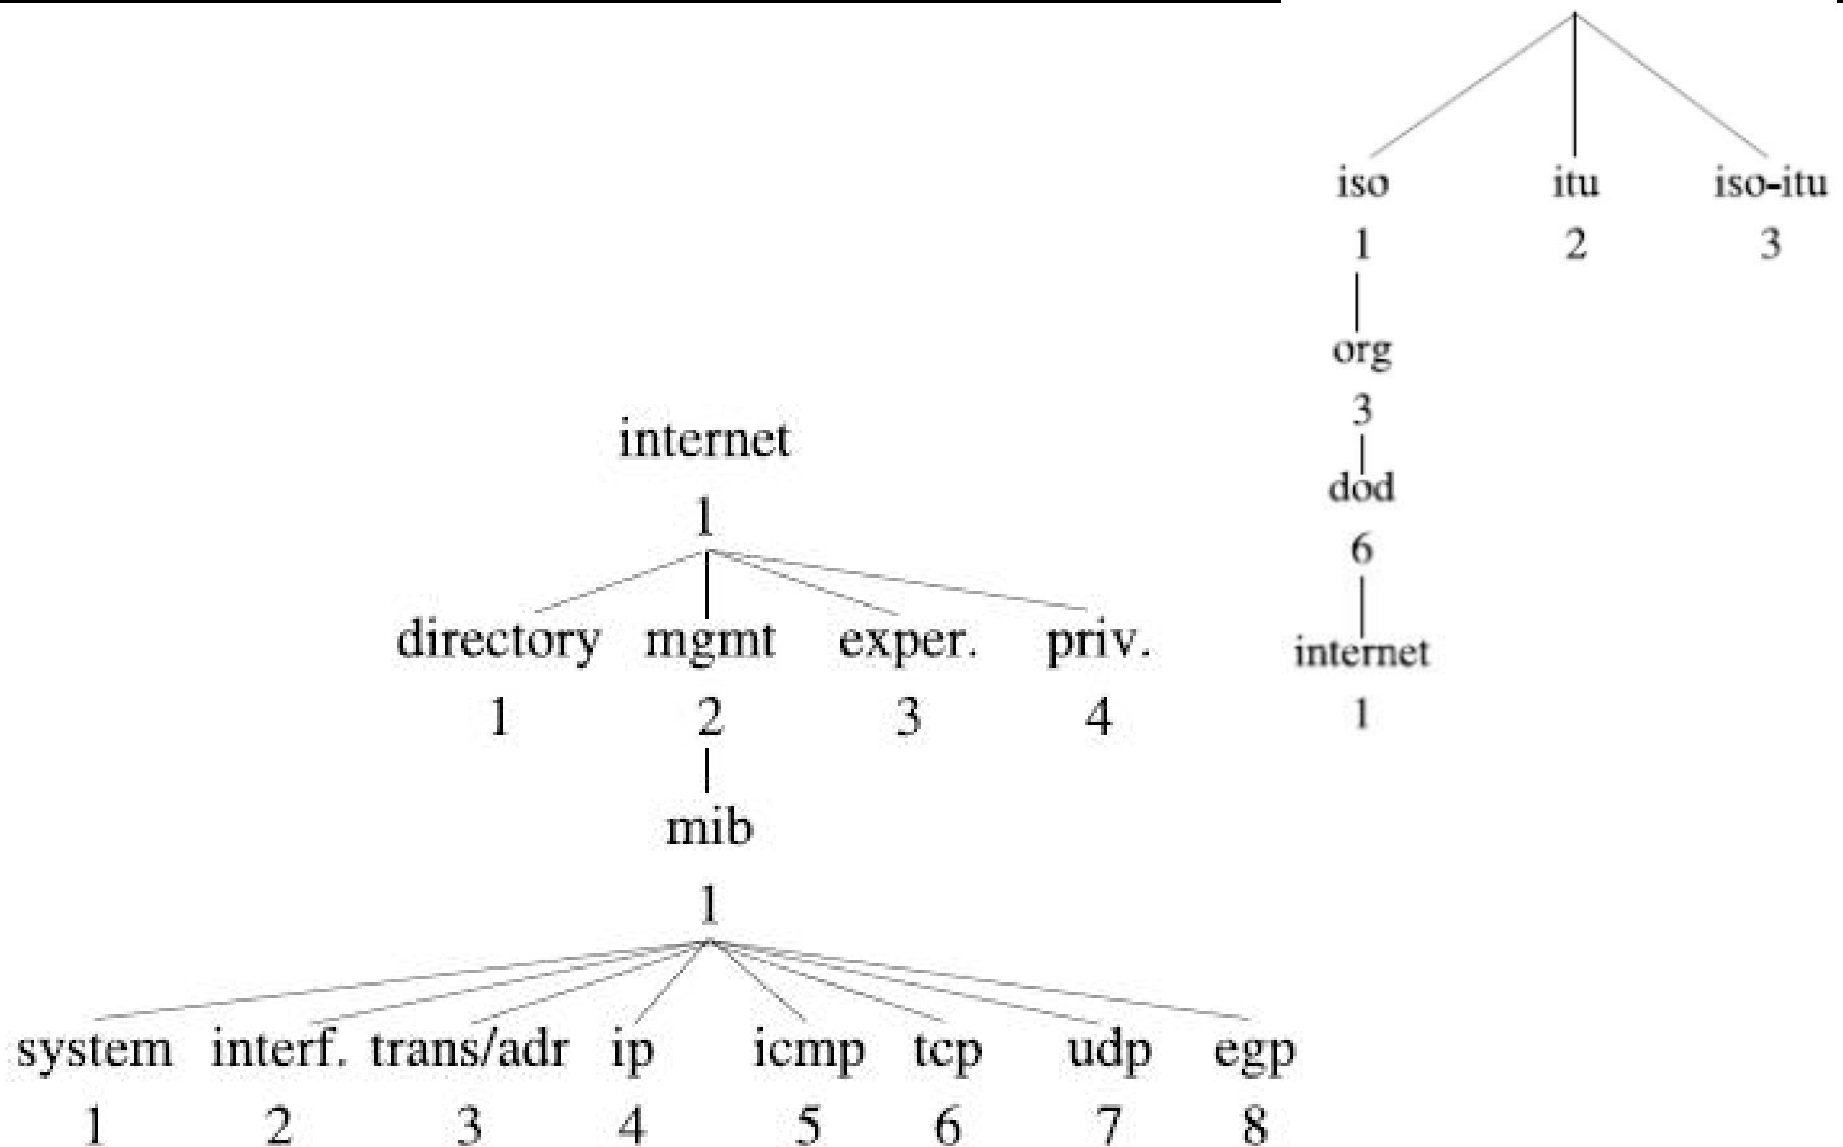 iso itu iso-itu
1 2 3
org
3
dod
6
internet
1
internet
1
directory mgmt exper. priv.
1 2 3 4
mib
1
system interf. trans/adr ip icmp tcp udp egp
1 2 3 4 5 6 7 8